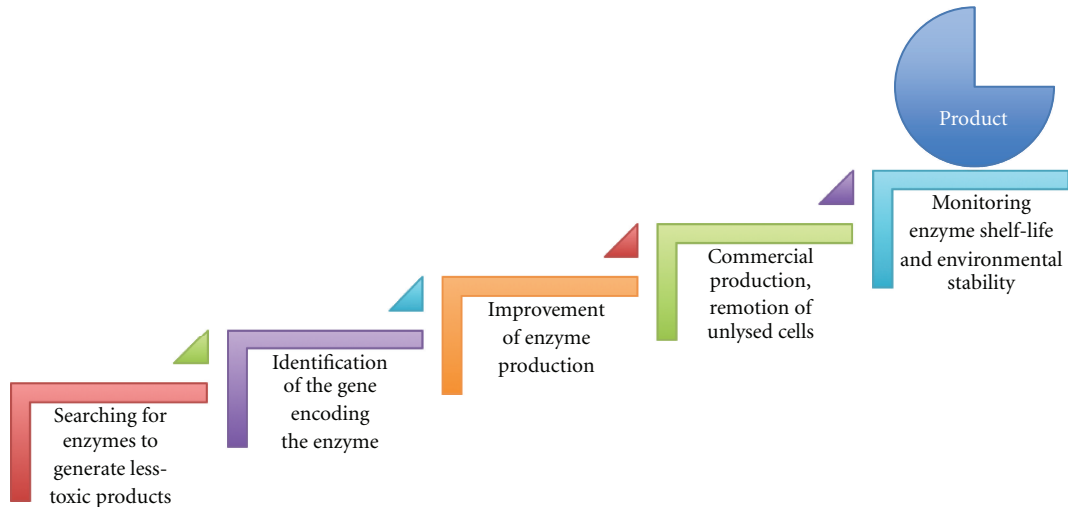 Searching for
enzymes to
generate less-
toxic products
Identification
of the gene
encoding
the enzyme
Improvement
of enzyme
production
Commercial
production,
remotion of
unlysed cells
Monitoring
enzyme shelf-life
and environmental
stability
Product